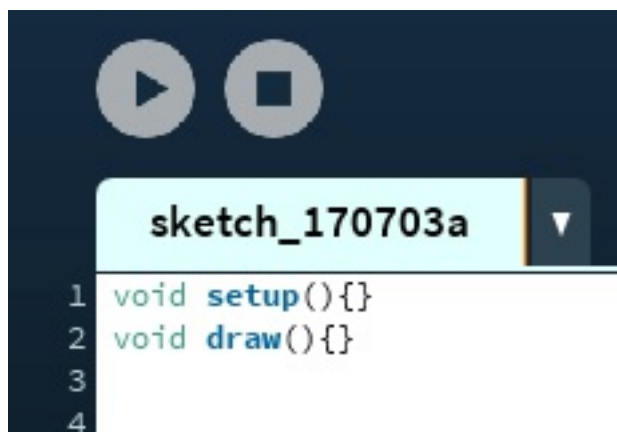 sketch_170703a
1 void setup(){}
2 void draw(){}
3
4